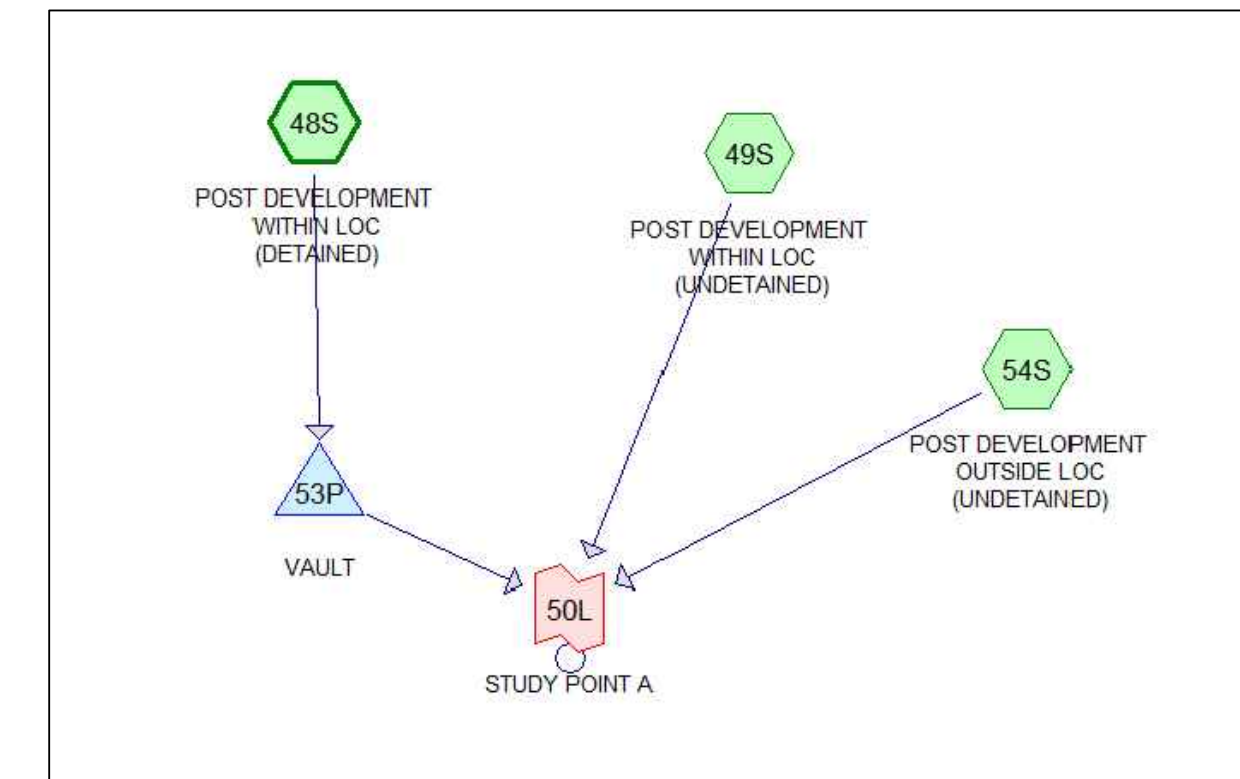 48S
POST DEVELOPMENT
WITHIN LOC
(DETAINED)
49S
POST DEVELOPMENT
WITHIN LOC
(UNDETAINED)
54S
POST DEVELOPMENT
OUTSIDE LOC
(UNDETAINED)
53P
VAULT
50L
STUDY POINT A